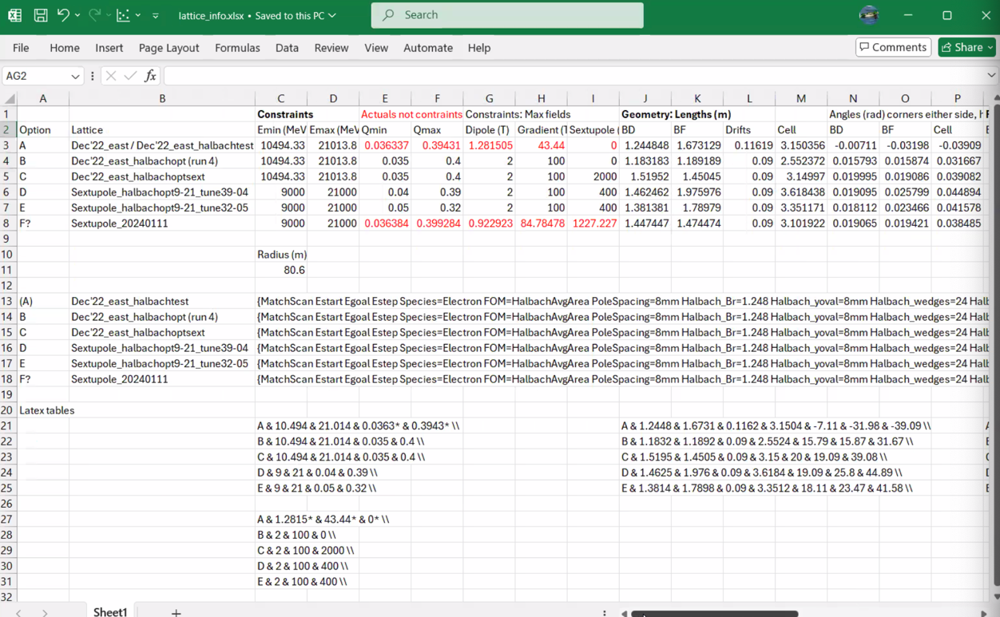 lattice_info.xlsx • Saved to this PC
Search
File Home Insert Page Layout Formulas Data Review View Automate Help Comments Share
AG2 fx
A B C D E F G H I J K L M N O P
1 Constraints Actuals not contraints Constraints: Max fields Geometry: Lengths (m) Angles (rad) corners either side,
2 Option Lattice Emin (MeV Emax (MeV Qmin Qmax Dipole (T) Gradient (T Sextupole ( BD BF Drifts Cell BD BF Cell
3 A Dec'22_east / Dec'22_east_halbachtest 10494.33 21013.8 0.036337 0.39431 1.281505 43.44 0 1.244848 1.673129 0.11619 3.150356 -0.00711 -0.03198 -0.03909
4 B Dec'22_east_halbachopt (run 4) 10494.33 21013.8 0.035 0.4 2 100 0 1.183183 1.189189 0.09 2.552372 0.015793 0.015874 0.031667
5 C Dec'22_east_halbachoptsext 10494.33 21013.8 0.035 0.4 2 100 2000 1.51952 1.45045 0.09 3.14997 0.019995 0.019086 0.039082
6 D Sextupole_halbachopt9-21_tune39-04 9000 21000 0.04 0.39 2 100 400 1.462462 1.975976 0.09 3.618438 0.019095 0.025799 0.044894
7 E Sextupole_halbachopt9-21_tune32-05 9000 21000 0.05 0.32 2 100 400 1.381381 1.78979 0.09 3.351171 0.018112 0.023466 0.041578
8 F? Sextupole_20240111 9000 21000 0.036384 0.399284 0.922923 84.78478 1227.227 1.447447 1.474474 0.09 3.101922 0.019065 0.019421 0.038485
9
10 Radius (m)
11 80.6
12
13 (A) Dec'22_east_halbachtest {MatchScan Estart Egoal Estep Species=Electron FOM=HalbachAvgArea PoleSpacing=8mm Halbach_Br=1.248 Halbach_yoval=8mm Halbach_wedges=24 Halb
14 B Dec'22_east_halbachopt (run 4) {MatchScan Estart Egoal Estep Species=Electron FOM=HalbachAvgArea PoleSpacing=8mm Halbach_Br=1.248 Halbach_yoval=8mm Halbach_wedges=24 Halb
15 C Dec'22_east_halbachoptsext {MatchScan Estart Egoal Estep Species=Electron FOM=HalbachAvgArea PoleSpacing=8mm Halbach_Br=1.248 Halbach_yoval=8mm Halbach_wedges=24 Halb
16 D Sextupole_halbachopt9-21_tune39-04 {MatchScan Estart Egoal Estep Species=Electron FOM=HalbachAvgArea PoleSpacing=8mm Halbach_Br=1.248 Halbach_yoval=8mm Halbach_wedges=24 Halb
17 E Sextupole_halbachopt9-21_tune32-05 {MatchScan Estart Egoal Estep Species=Electron FOM=HalbachAvgArea PoleSpacing=8mm Halbach_Br=1.248 Halbach_yoval=8mm Halbach_wedges=24 Halb
18 F? Sextupole_20240111 {MatchScan Estart Egoal Estep Species=Electron FOM=HalbachAvgArea PoleSpacing=8mm Halbach_Br=1.248 Halbach_yoval=8mm Halbach_wedges=24 Halb
19
20 Latex tables
21 A & 10.494 & 21.014 & 0.0363* & 0.3943* \\ A & 1.2448 & 1.6731 & 0.1162 & 3.1504 & -7.11 & -31.98 & -39.09 \\
22 B & 10.494 & 21.014 & 0.035 & 0.4 \\ B & 1.1832 & 1.1892 & 0.09 & 2.5524 & 15.79 & 15.87 & 31.67 \\
23 C & 10.494 & 21.014 & 0.035 & 0.4 \\ C & 1.5195 & 1.4505 & 0.09 & 3.15 & 20 & 19.09 & 39.08 \\
24 D & 9 & 21 & 0.04 & 0.39 \\ D & 1.4625 & 1.976 & 0.09 & 3.6184 & 19.09 & 25.8 & 44.89 \\
25 E & 9 & 21 & 0.05 & 0.32 \\ E & 1.3814 & 1.7898 & 0.09 & 3.3512 & 18.11 & 23.47 & 41.58 \\
26
27 A & 1.2815* & 43.44* & 0* \\
28 B & 2 & 100 & 0 \\
29 C & 2 & 100 & 2000 \\
30 D & 2 & 100 & 400 \\
31 E & 2 & 100 & 400 \\
32
Sheet1